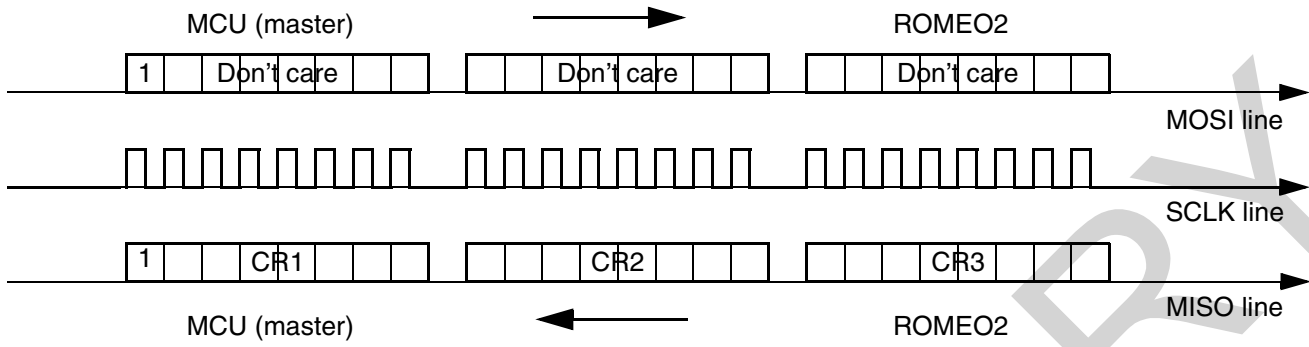 MCU (master) ROMEO2
1 Don't care Don't care Don't care
MOSI line
SCLK line
1 CR1 CR2 CR3
MISO line
MCU (master) ROMEO2
RY